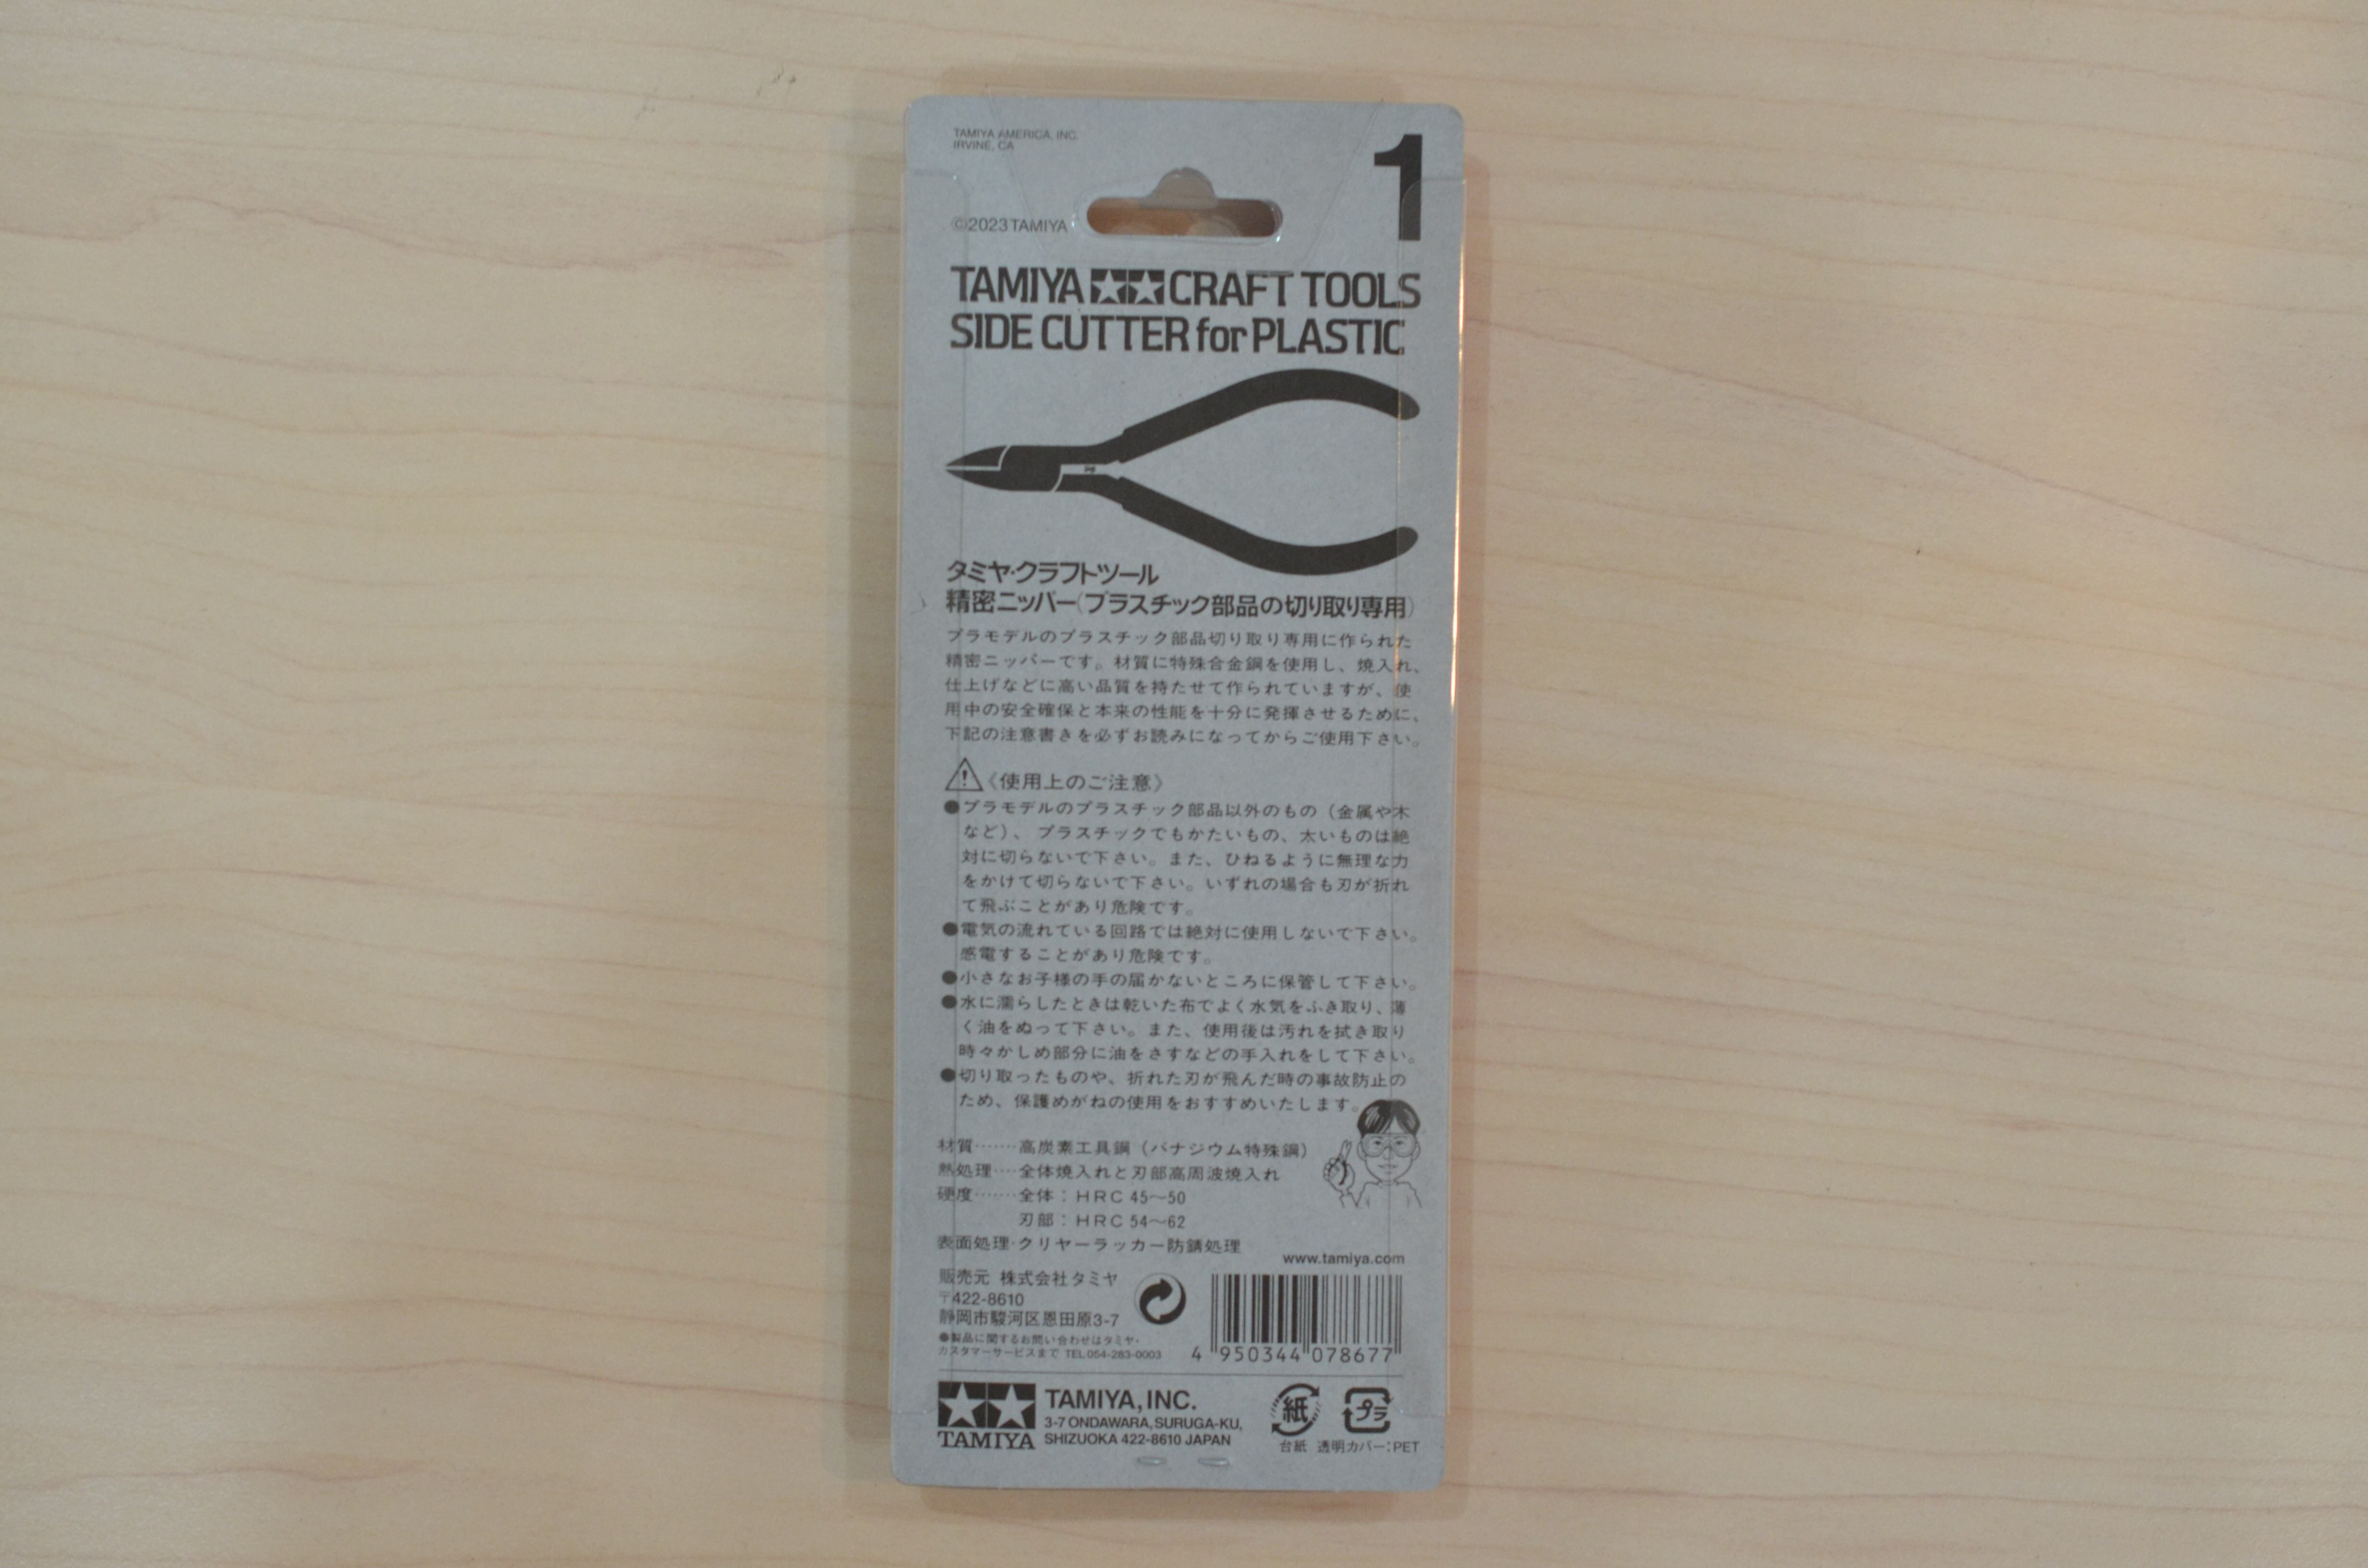 TAMIYA AMERICA, INC.
IRVINE, CA
1
©2023 TAMIYA
TAMIYA CRAFT TOOLS
SIDE CUTTER for PLASTIC
タミヤ・クラフトツール
精密ニッパー(プラスチック部品の切り取り専用)
プラモデルのプラスチック部品切り取り専用に作られた
精密ニッパーです。材質に特殊合金鋼を使用し、焼入れ、
仕上げなどに高い品質を持たせて作られていますが、使
用中の安全確保と本来の性能を十分に発揮させるために、
下記の注意書きを必ずお読みになってからご使用下さい。
《使用上のご注意》
●プラモデルのプラスチック部品以外のもの(金属や木
など)、プラスチックでもかたいもの、太いものは絶
対に切らないで下さい。また、ひねるように無理な力
をかけて切らないで下さい。いずれの場合も刃が折れ
て飛ぶことがあり危険です。
●電気の流れている回路では絶対に使用しないで下さい。
感電することがあり危険です。
●小さなお子様の手の届かないところに保管して下さい。
●水に濡らしたときは乾いた布でよく水気をふき取り、薄
く油をぬって下さい。また、使用後は汚れを拭き取り
時々かしめ部分に油をさすなどの手入れをして下さい。
●切り取ったものや、折れた刃が飛んだ時の事故防止の
ため、保護めがねの使用をおすすめいたします。
材質……高炭素工具鋼(バナジウム特殊鋼)
熱処理…全体焼入れと刃部高周波焼入れ
硬度……全体:HRC 45〜50
刃部:HRC 54〜62
表面処理・クリヤーラッカー防錆処理
www.tamiya.com
販売元 株式会社タミヤ
〒422-8610
静岡市駿河区恩田原3-7
●製品に関するお問い合わせはタミヤ・
カスタマーサービスまで TEL 054-283-0003
4 950344 078677
TAMIYA
TAMIYA, INC.
3-7 ONDAWARA, SURUGA-KU,
SHIZUOKA 422-8610 JAPAN
紙
プラ
台紙 透明カバー:PET